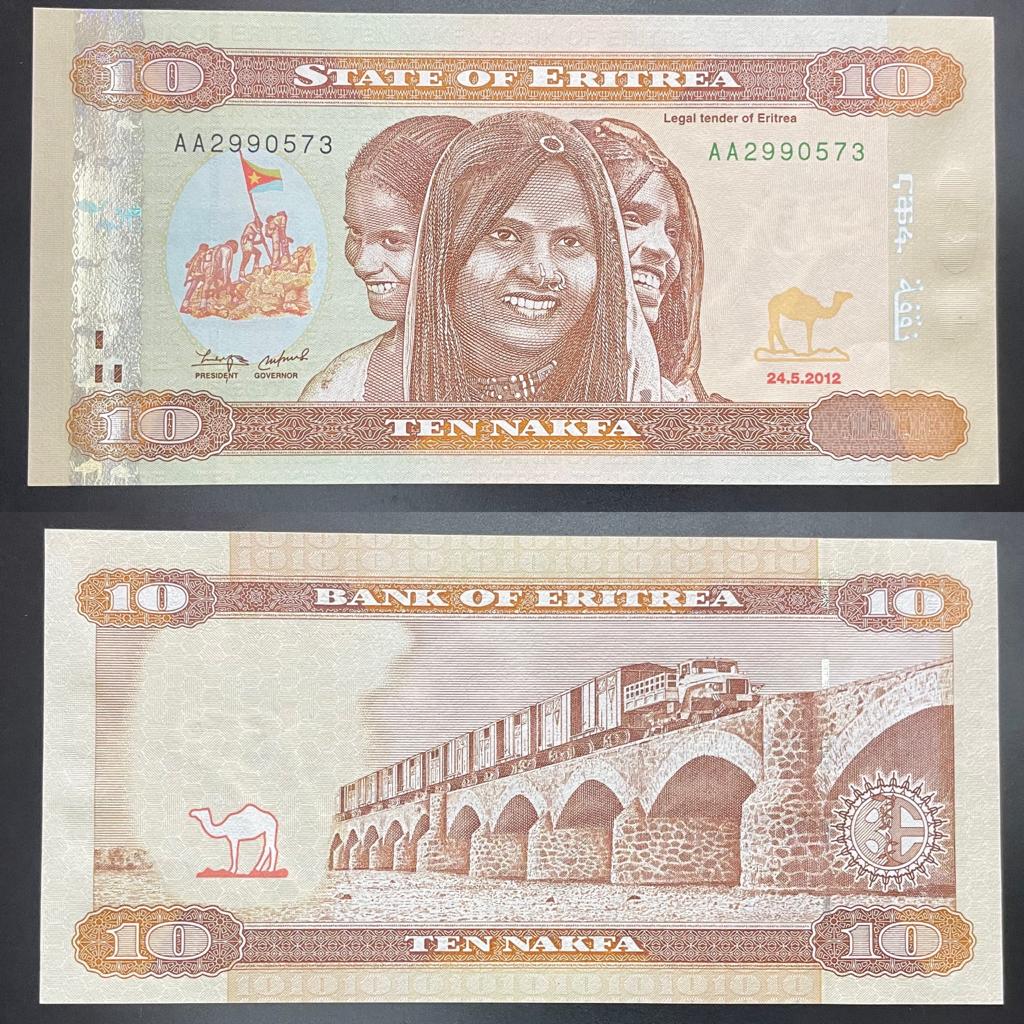 10 STATE OF ERITREA 10
Legal tender of Eritrea
AA2990573
AA2990573
ናቕፋ نقفة
PRESIDENT GOVERNOR
24.5.2012
10 TEN NAKFA
10 BANK OF ERITREA 10
10 TEN NAKFA 10